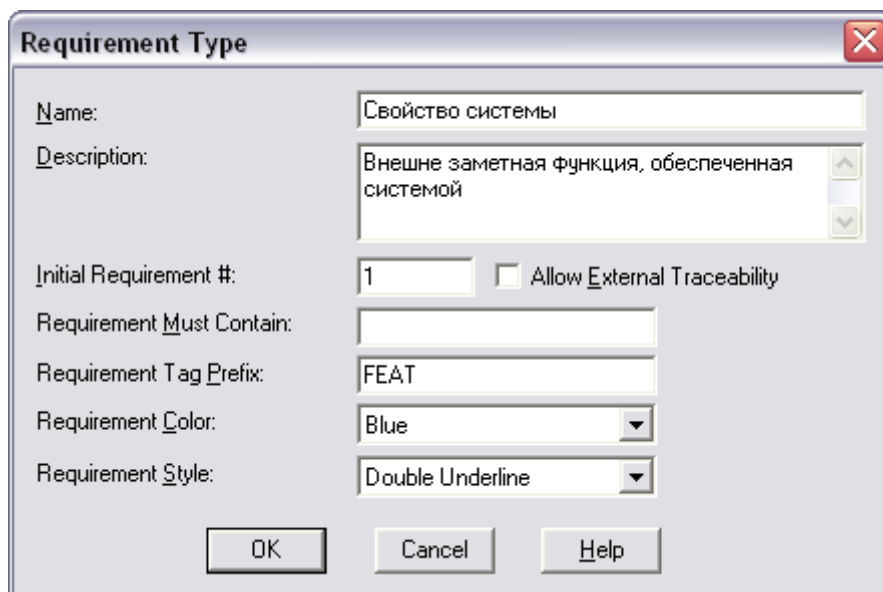 Requirement Type
Name:
Свойство системы
Description:
Внешне заметная функция, обеспеченная
системой
Initial Requirement #:
1
Allow External Traceability
Requirement Must Contain:
Requirement Tag Prefix:
FEAT
Requirement Color:
Blue
Requirement Style:
Double Underline
OK
Cancel
Help